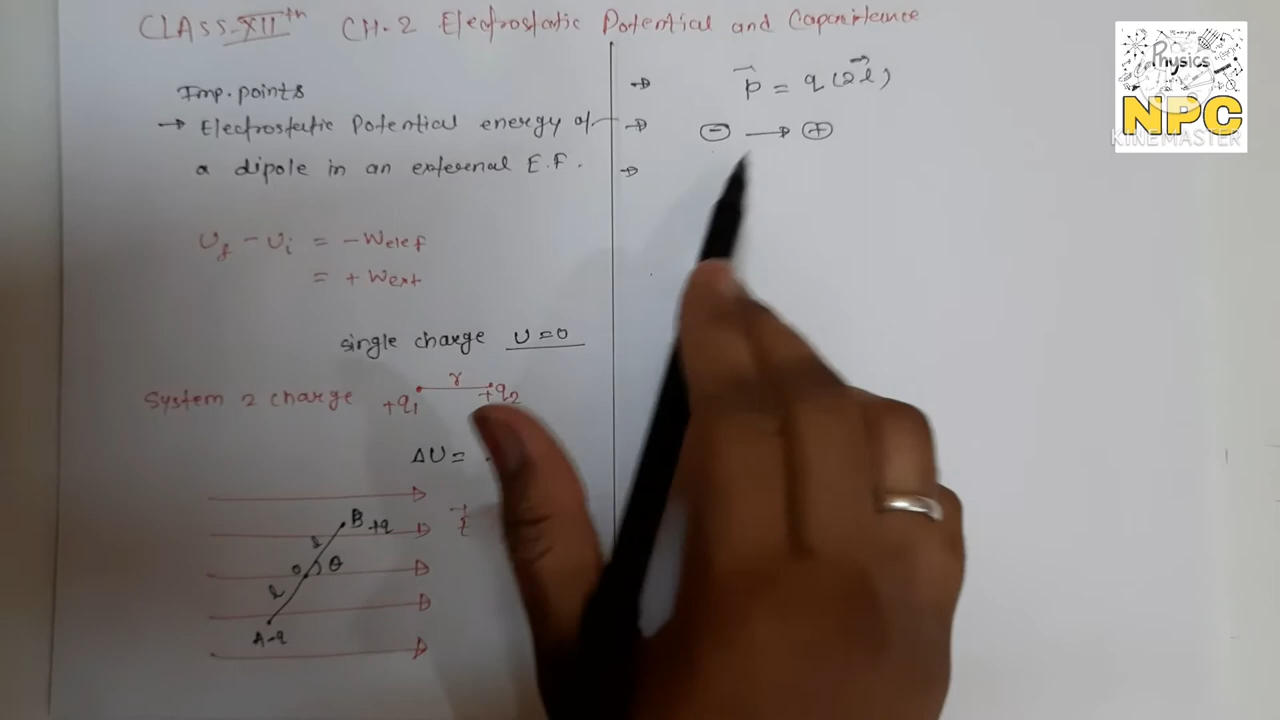 CLASS-XIIth CH.2 Electrostatic Potential and Capacitance
Imp. points
→ Electrostatic Potential energy of
a dipole in an external E.F.
Uf - Ui = -Welef
= + Wext
single charge U=0
System 2 charge +q1 r +q2
ΔU =
B +q
l
O θ
l
A-q
→ p⃗ = q(2l⃗)
→ ⊖ → ⊕
→
Physics
NPC
KINEMASTER